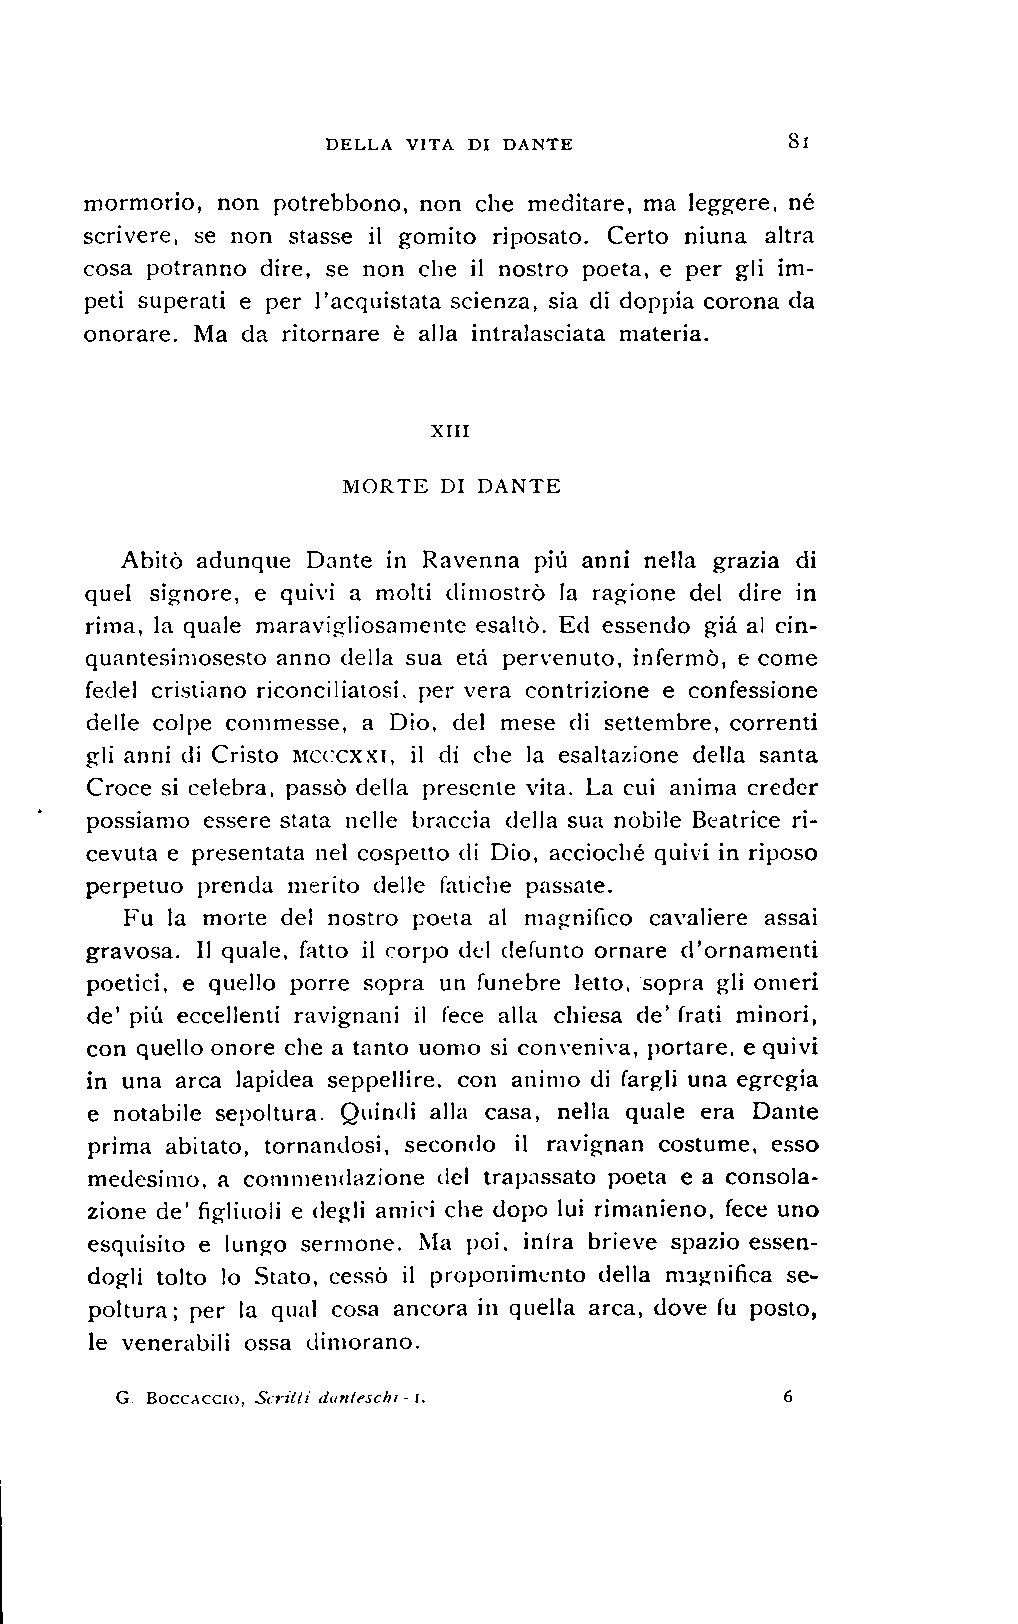 DELLA VITA DI DANTE 81
mormorio, non potrebbono, non che meditare, ma leggere, né
scrivere, se non stasse il gomito riposato. Certo niuna altra
cosa potranno dire, se non che il nostro poeta, e per gli im-
peti superati e per l'acquistata scienza, sia di doppia corona da
onorare. Ma da ritornare è alla intralasciata materia.
XIII
MORTE DI DANTE
Abitò adunque Dante in Ravenna piú anni nella grazia di
quel signore, e quivi a molti dimostrò la ragione del dire in
rima, la quale maravigliosamente esaltò. Ed essendo giá al cin-
quantesimosesto anno della sua etá pervenuto, infermò, e come
fedel cristiano riconciliatosi, per vera contrizione e confessione
delle colpe commesse, a Dio, del mese di settembre, correnti
gli anni di Cristo MCCCXXI, il dí che la esaltazione della santa
Croce si celebra, passò della presente vita. La cui anima creder
possiamo essere stata nelle braccia della sua nobile Beatrice ri-
cevuta e presentata nel cospetto di Dio, accioché quivi in riposo
perpetuo prenda merito delle fatiche passate.
Fu la morte del nostro poeta al magnifico cavaliere assai
gravosa. Il quale, fatto il corpo del defunto ornare d'ornamenti
poetici, e quello porre sopra un funebre letto, sopra gli omeri
de' piú eccellenti ravignani il fece alla chiesa de' frati minori,
con quello onore che a tanto uomo si conveniva, portare, e quivi
in una arca lapidea seppellire, con animo di fargli una egregia
e notabile sepoltura. Quindi alla casa, nella quale era Dante
prima abitato, tornandosi, secondo il ravignan costume, esso
medesimo, a commendazione del trapassato poeta e a consola-
zione de' figliuoli e degli amici che dopo lui rimanieno, fece uno
esquisito e lungo sermone. Ma poi, infra brieve spazio essen-
dogli tolto lo Stato, cessò il proponimento della magnifica se-
poltura; per la qual cosa ancora in quella arca, dove fu posto,
le venerabili ossa dimorano.
G. BOCCACCIO, Scritti danteschi - I. 6